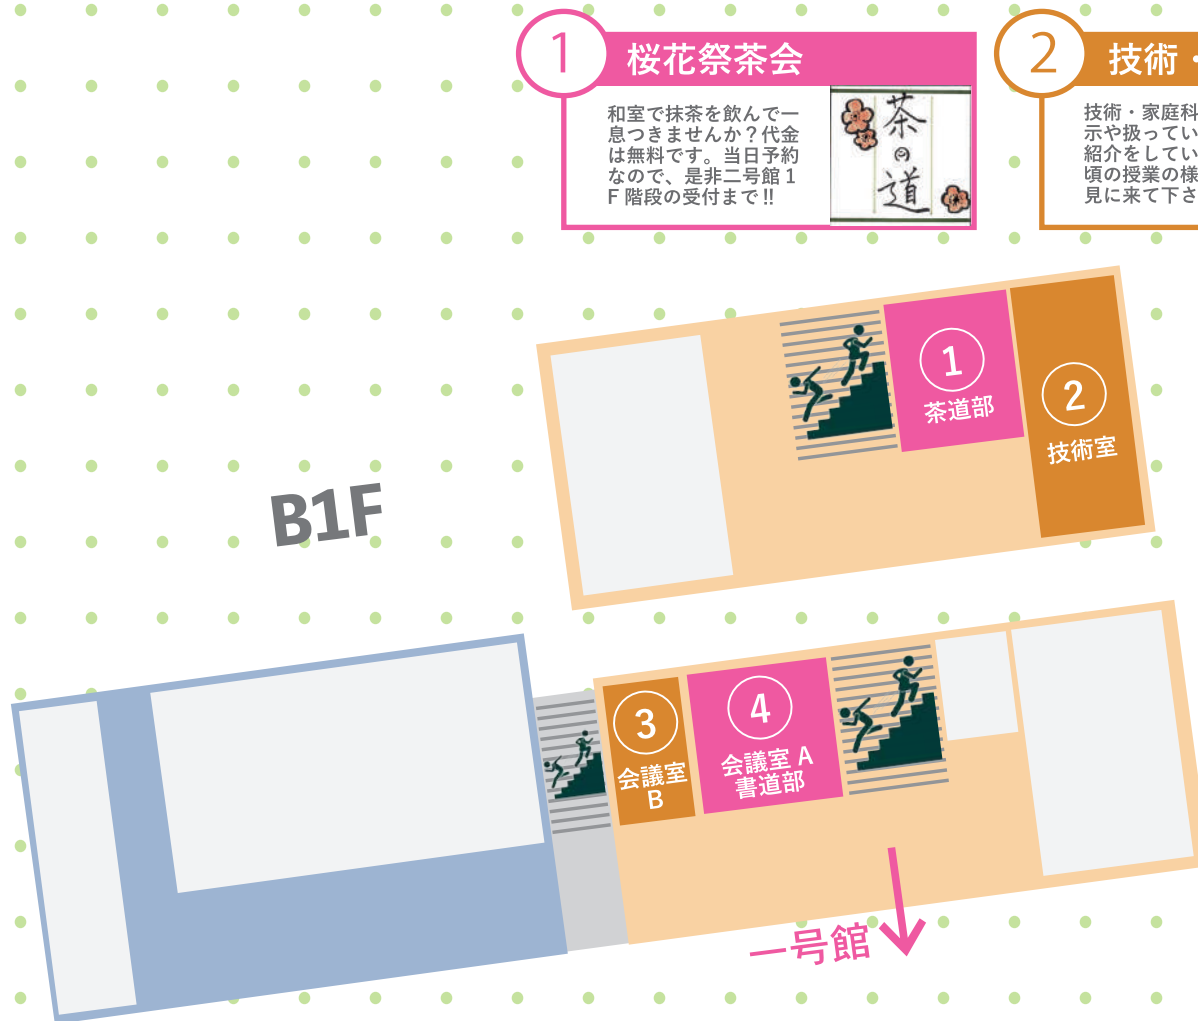 1
桜花祭茶会
和室で抹茶を飲んで一
息つきませんか？代金
は無料です。当日予約
なので、是非二号館 1
F 階段の受付まで !!
茶
の
道
2
技術・
技術・家庭科
示や扱ってい
紹介をしてい
頃の授業の様
見に来て下さ
1
茶道部
2
技術室
B1F
3
会議室
B
4
会議室 A
書道部
一号館